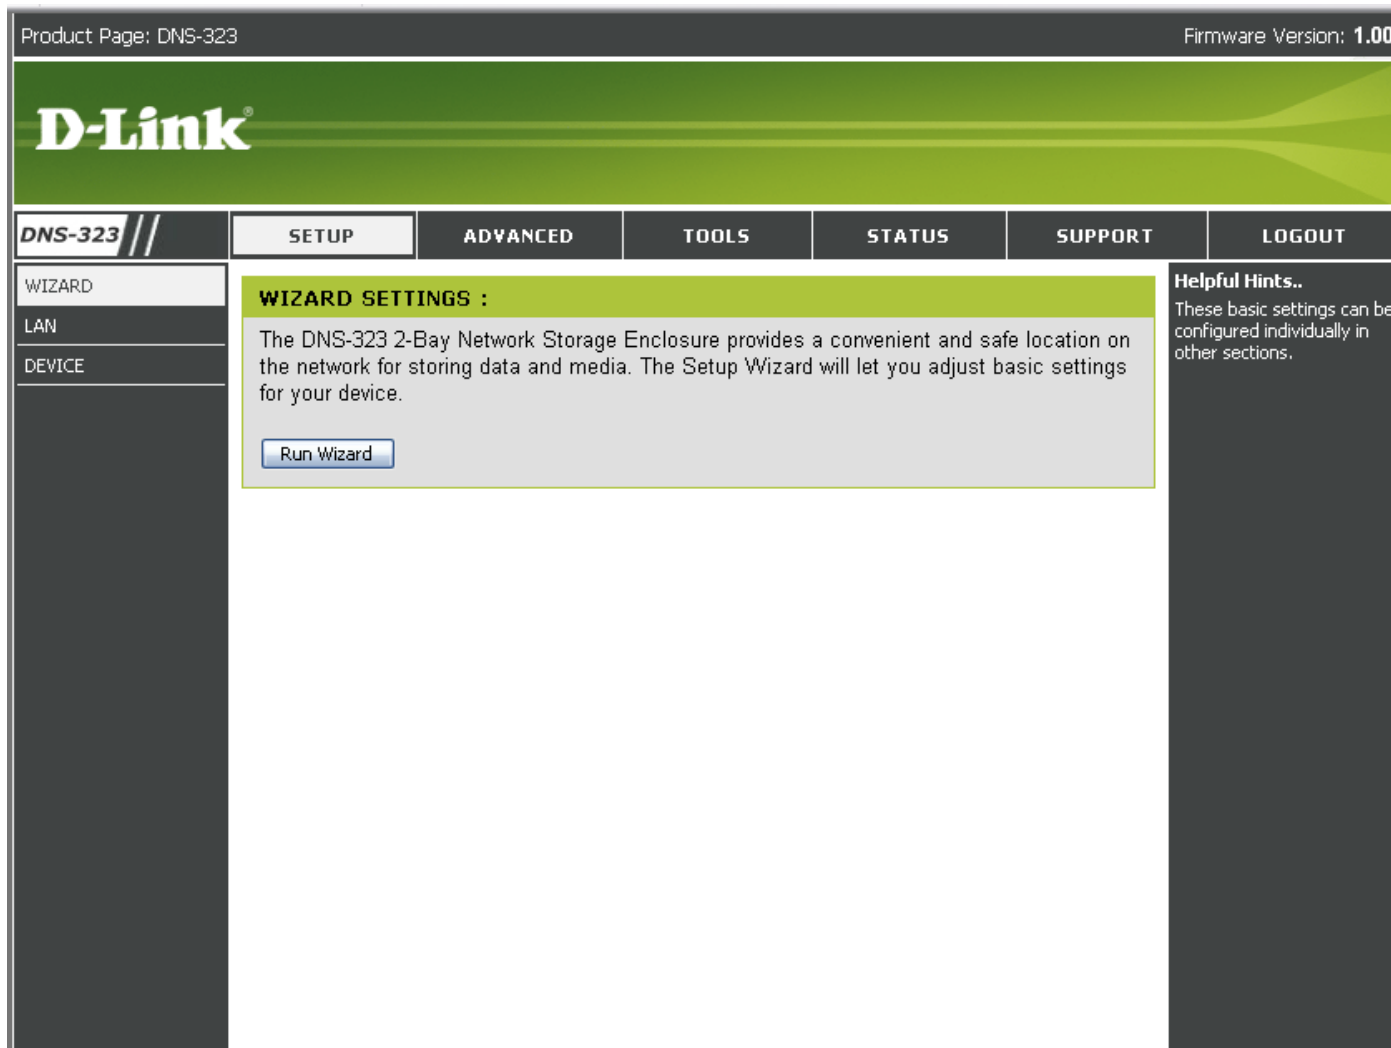 Product Page: DNS-323
Firmware Version: 1.00
D-Link®
DNS-323
SETUP
ADVANCED
TOOLS
STATUS
SUPPORT
LOGOUT
WIZARD
LAN
DEVICE
WIZARD SETTINGS :
The DNS-323 2-Bay Network Storage Enclosure provides a convenient and safe location on
the network for storing data and media. The Setup Wizard will let you adjust basic settings
for your device.
Run Wizard
Helpful Hints..
These basic settings can be
configured individually in
other sections.